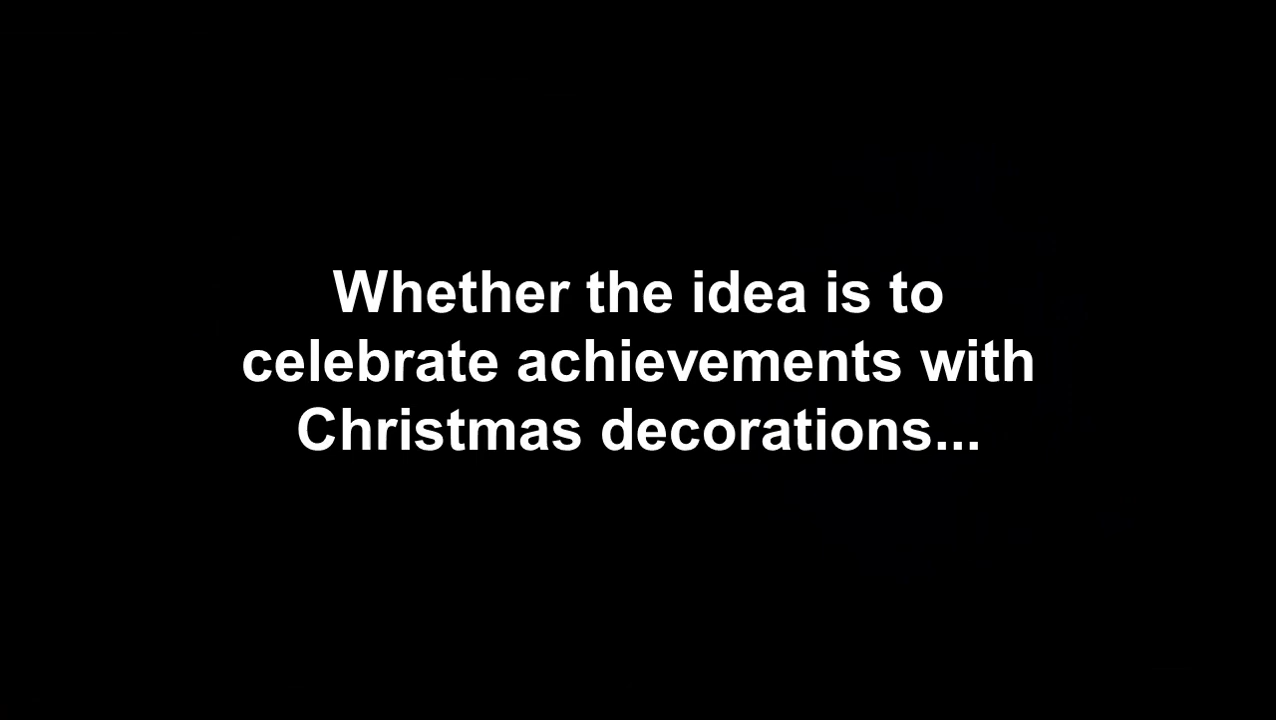 Whether the idea is to
celebrate achievements with
Christmas decorations...